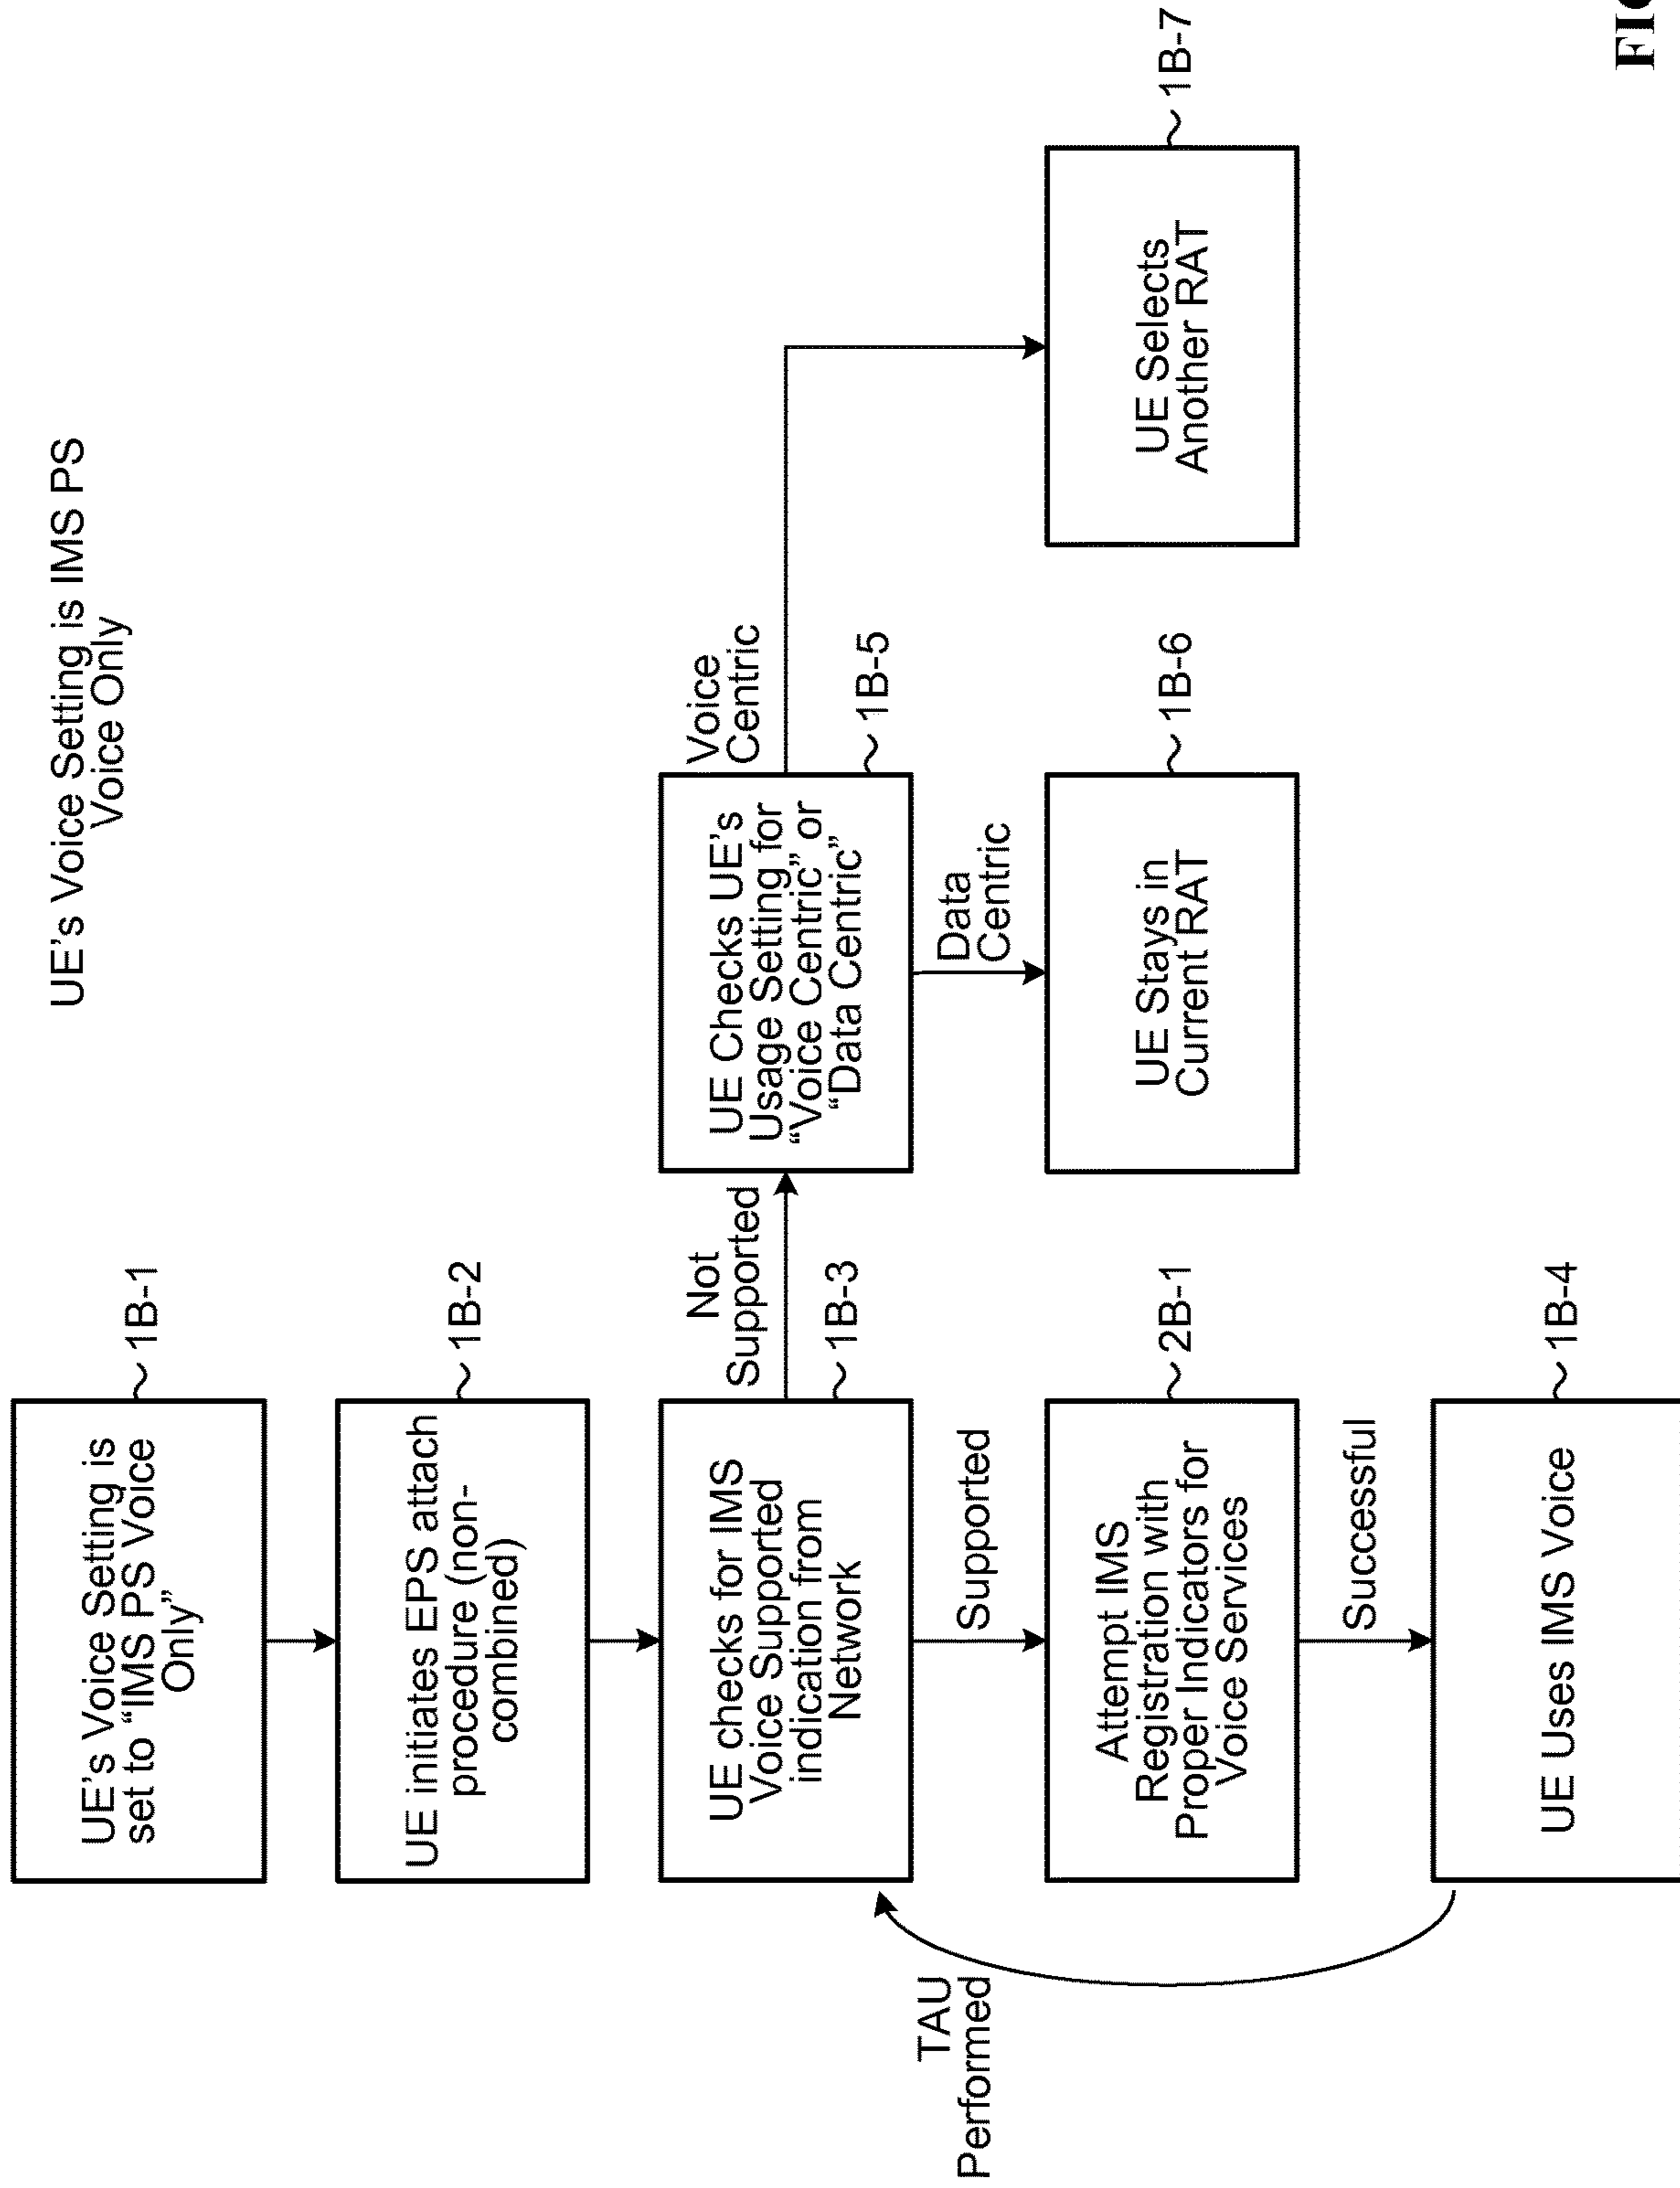 UE's Voice Setting is IMS PS
Voice Only
UE's Voice Setting is
set to “IMS PS Voice
Only”
1B-1
UE initiates EPS attach
procedure (non-
combined)
1B-2
UE checks for IMS
Voice Supported
indication from
Network
1B-3
Not
Supported
UE Checks UE's
Usage Setting for
“Voice Centric” or
“Data Centric”
1B-5
Voice
Centric
Supported
Data
Centric
Attempt IMS
Registration with
Proper Indicators for
Voice Services
2B-1
UE Stays in
Current RAT
1B-6
UE Selects
Another RAT
1B-7
TAU
Performed
Successful
UE Uses IMS Voice
1B-4